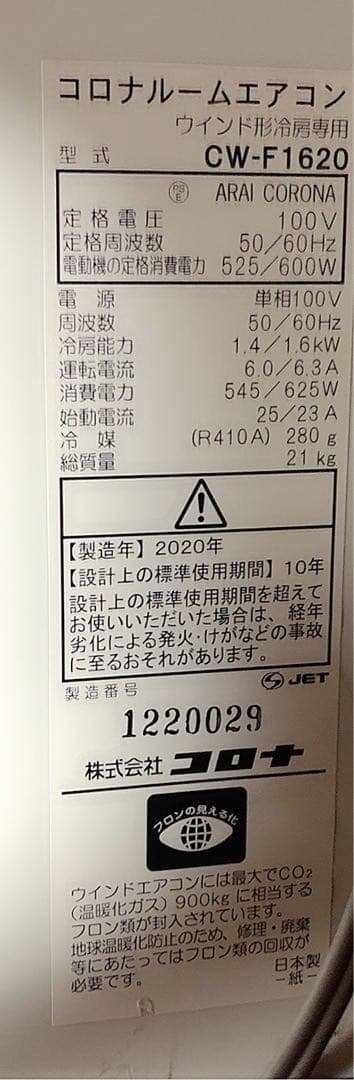 コロナルームエアコン
ウインド形冷房専用
型式 CW-F1620
PS E ARAI CORONA
定格電圧 100V
定格周波数 50/60Hz
電動機の定格消費電力 525/600W
電源 単相100V
周波数 50/60Hz
冷房能力 1.4/1.6kW
運転電流 6.0/6.3A
消費電力 545/625W
始動電流 25/23A
冷媒 (R410A) 280g
総質量 21kg
【製造年】2020年
【設計上の標準使用期間】10年
設計上の標準使用期間を超えて
お使いいただいた場合は、経年
劣化による発火・けがなどの事故
に至るおそれがあります。
JET
製造番号
1220029
株式会社 コロナ
フロンの見える化
ウインドエアコンには最大でCO₂
(温暖化ガス) 900kgに相当する
フロン類が封入されています。
地球温暖化防止のため、修理・廃棄
等にあたってはフロン類の回収が
必要です。
日本製
-紙-